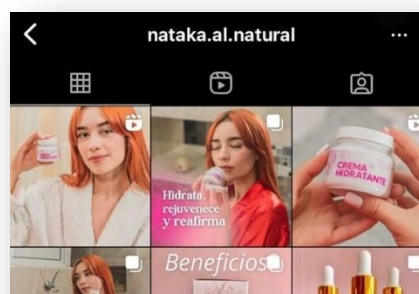 nataka.al.natural
CREMA
HIDRATANTE
Hidrata,
rejuvenece
y reafirma
Beneficios